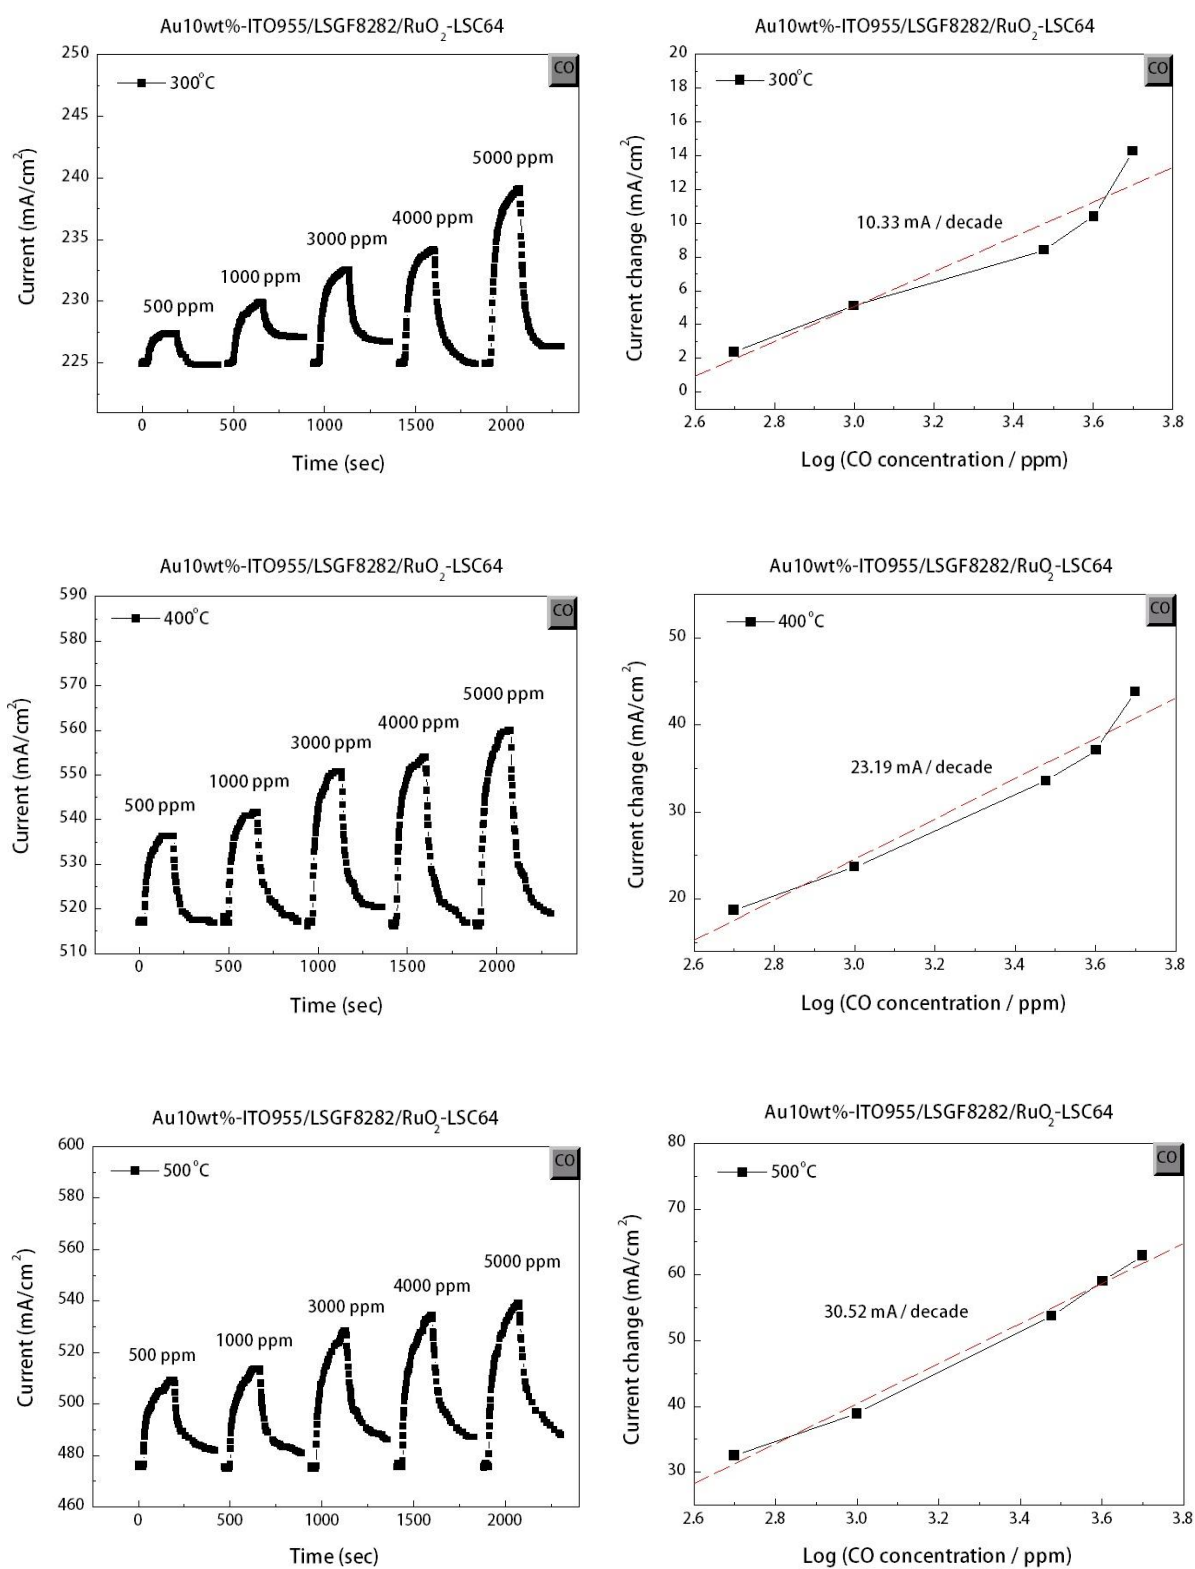 Au10wt%-ITO955/LSGF8282/RuO2-LSC64
250
245
240
235
230
225
Current (mA/cm2)
300°C
CO
500 ppm
1000 ppm
3000 ppm
4000 ppm
5000 ppm
0 500 1000 1500 2000
Time (sec)
Au10wt%-ITO955/LSGF8282/RuO2-LSC64
20
18
16
14
12
10
8
6
4
2
0
Current change (mA/cm2)
300°C
CO
10.33 mA / decade
2.6 3.0 3.2 3.4 3.6 3.8
Log (CO concentration / ppm)
Au10wt%-ITO955/LSGF8282/RuO2-LSC64
590
580
570
560
550
540
530
520
510
Current (mA/cm2)
400°C
CO
500 ppm
1000 ppm
3000 ppm
4000 ppm
5000 ppm
0 500 1000 1500 2000
Time (sec)
Au10wt%-ITO955/LSGF8282/RuO2-LSC64
50
40
30
20
Current change (mA/cm2)
400°C
CO
23.19 mA / decade
2.6 3.0 3.2 3.4 3.6 3.8
Log (CO concentration / ppm)
Au10wt%-ITO955/LSGF8282/RuO2-LSC64
600
580
560
540
520
500
480
460
Current (mA/cm2)
500°C
CO
500 ppm
1000 ppm
3000 ppm
4000 ppm
5000 ppm
0 500 1000 1500 2000
Time (sec)
Au10wt%-ITO955/LSGF8282/RuO2-LSC64
80
70
60
50
40
30
Current change (mA/cm2)
500°C
CO
30.52 mA / decade
2.6 3.0 3.4 3.6 3.8
Log (CO concentration / ppm)